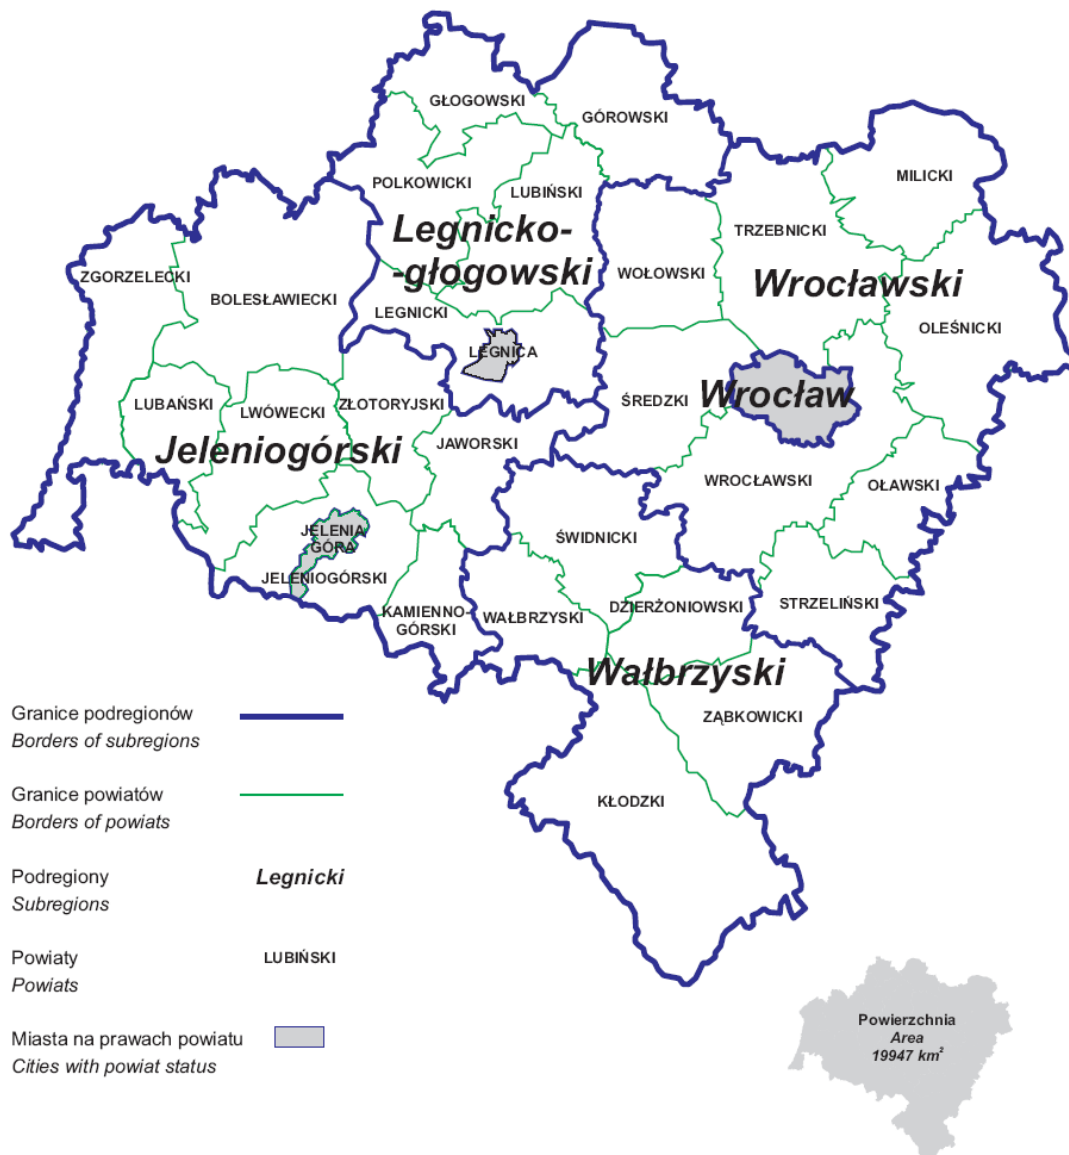 GŁOGOWSKI
GÓROWSKI
MILICKI
POLKOWICKI
LUBIŃSKI
TRZEBNICKI
Legnicko-
-głogowski
ZGORZELECKI
BOLESŁAWIECKI
WOŁOWSKI
Wrocławski
LEGNICKI
OLEŚNICKI
LEGNICA
LUBAŃSKI
LWÓWECKI
ZŁOTORYJSKI
ŚREDZKI
Wrocław
Jeleniogórski
JAWORSKI
WROCŁAWSKI
OŁAWSKI
JELENIA
GÓRA
ŚWIDNICKI
JELENIOGÓRSKI
KAMIENNO-
GÓRSKI
WAŁBRZYSKI
DZIERŻONIOWSKI
STRZELIŃSKI
Wałbrzyski
ZĄBKOWICKI
KŁODZKI
Granice podregionów
Borders of subregions
Granice powiatów
Borders of powiats
Podregiony
Subregions
Legnicki
Powiaty
Powiats
LUBIŃSKI
Miasta na prawach powiatu
Cities with powiat status
Powierzchnia
Area
19947 km²